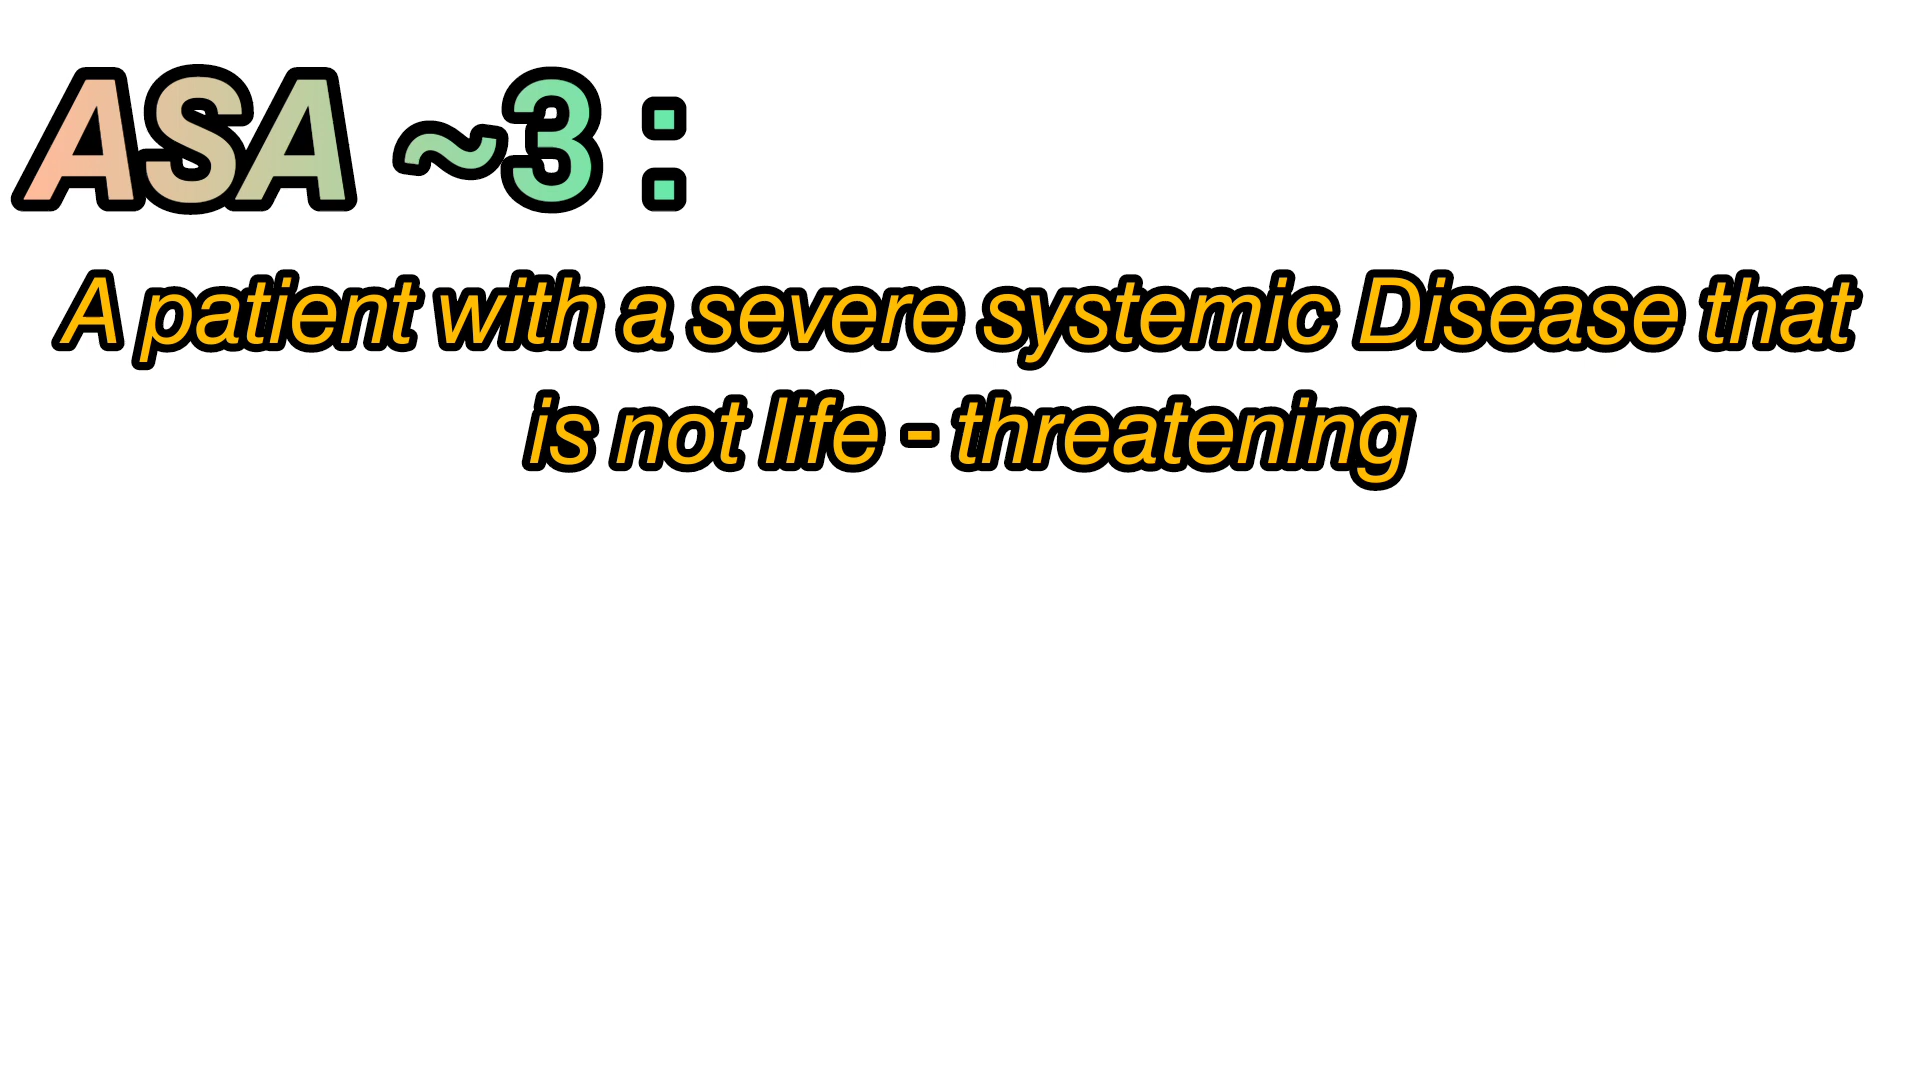 ASA ~3 :
A patient with a severe systemic Disease that
is not life - threatening